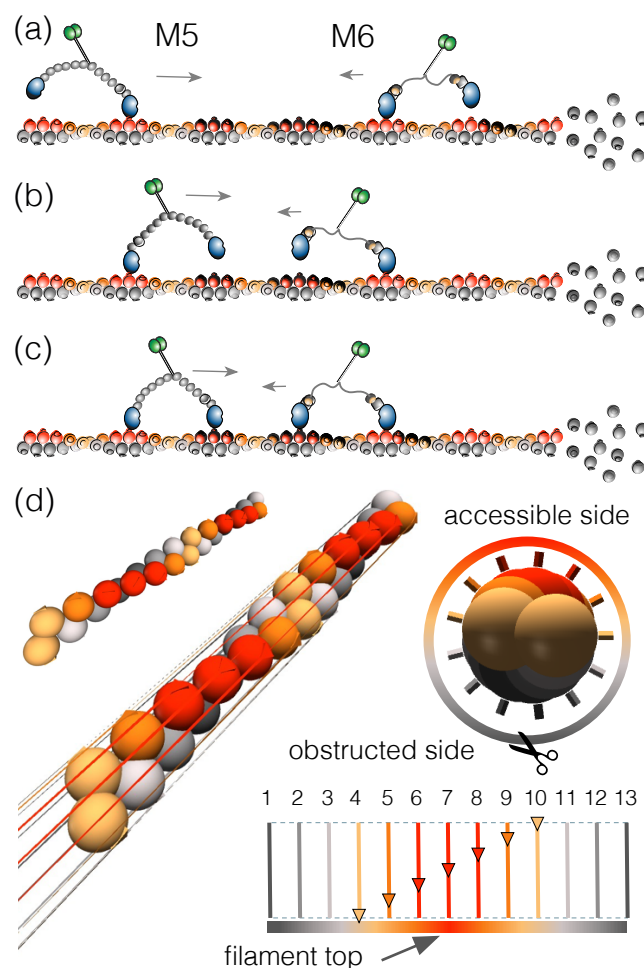 (a)
M5
M6
(b)
(c)
(d)
accessible side
obstructed side
1 2 3 4 5 6 7 8 9 10 11 12 13
filament top